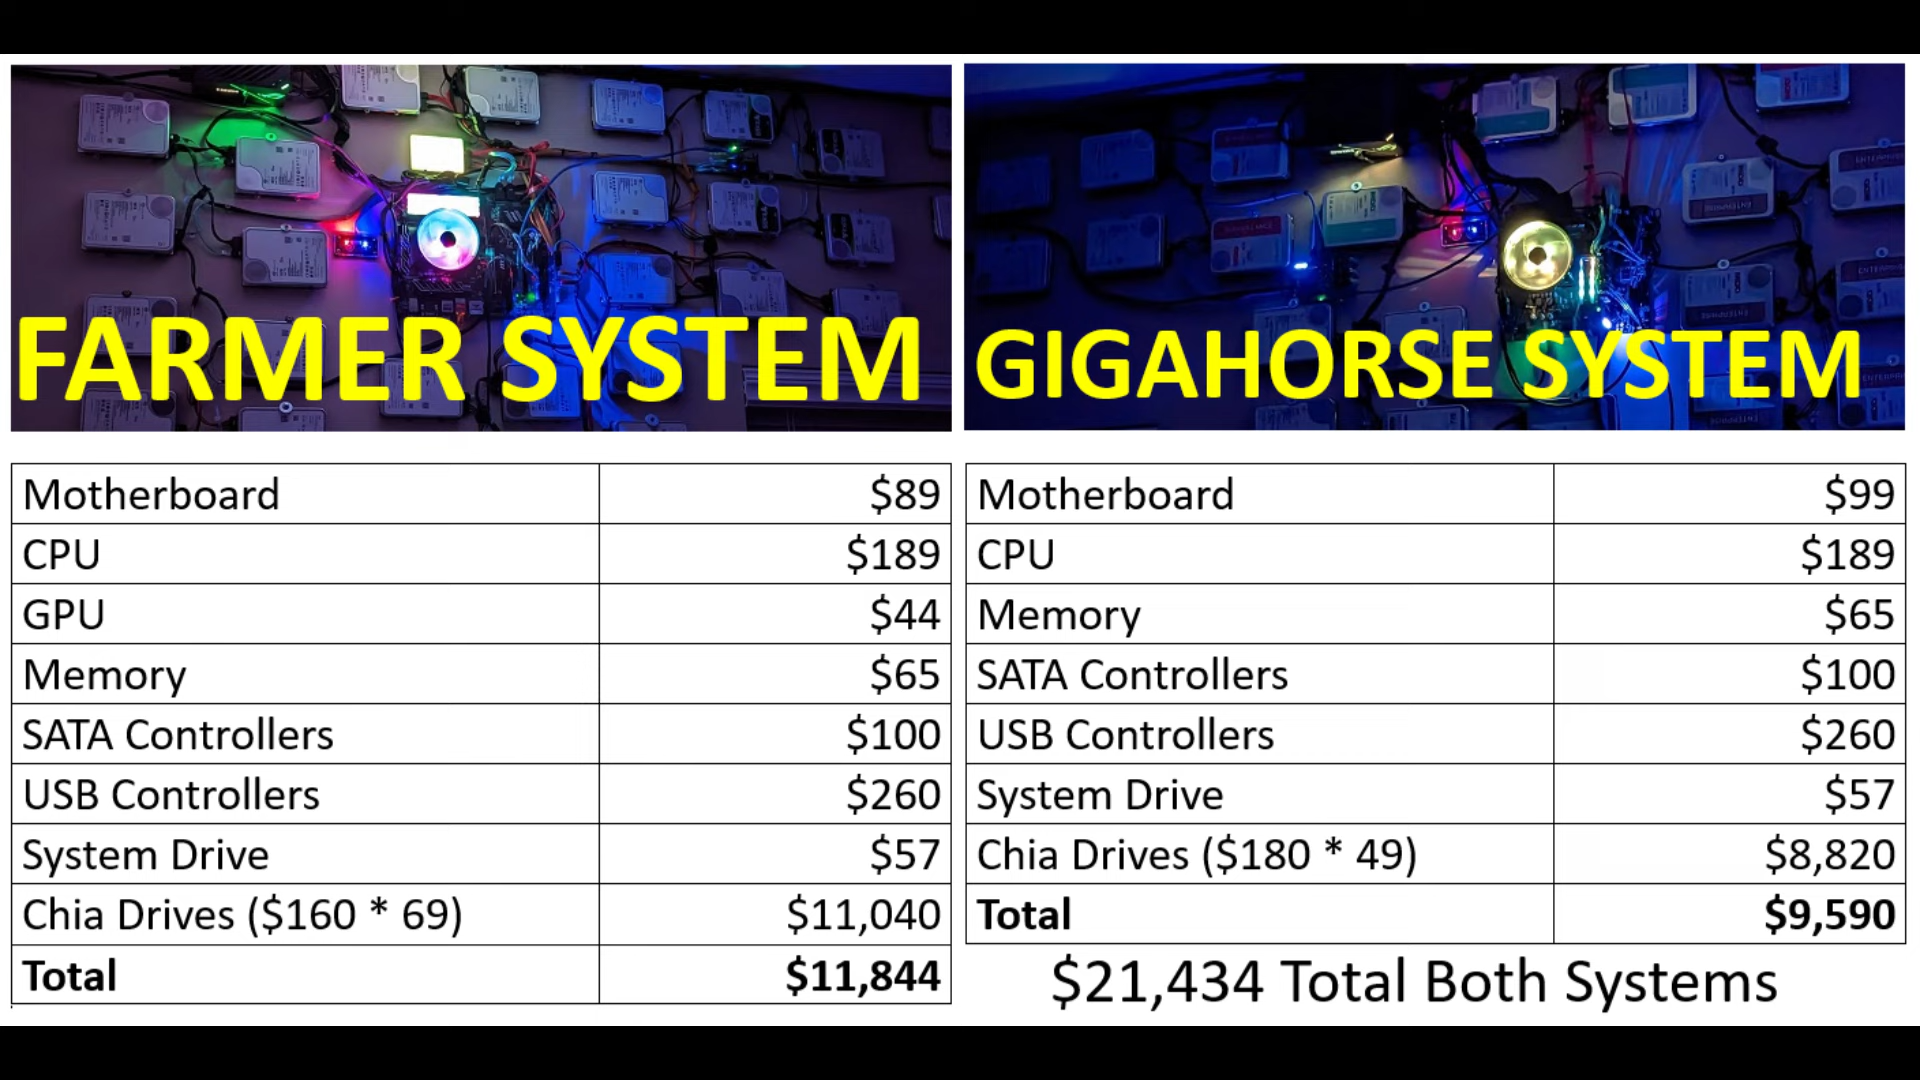 FARMER SYSTEM
Motherboard $89
CPU $189
GPU $44
Memory $65
SATA Controllers $100
USB Controllers $260
System Drive $57
Chia Drives ($160 * 69) $11,040
Total $11,844
GIGAHORSE SYSTEM
Motherboard $99
CPU $189
Memory $65
SATA Controllers $100
USB Controllers $260
System Drive $57
Chia Drives ($180 * 49) $8,820
Total $9,590
$21,434 Total Both Systems